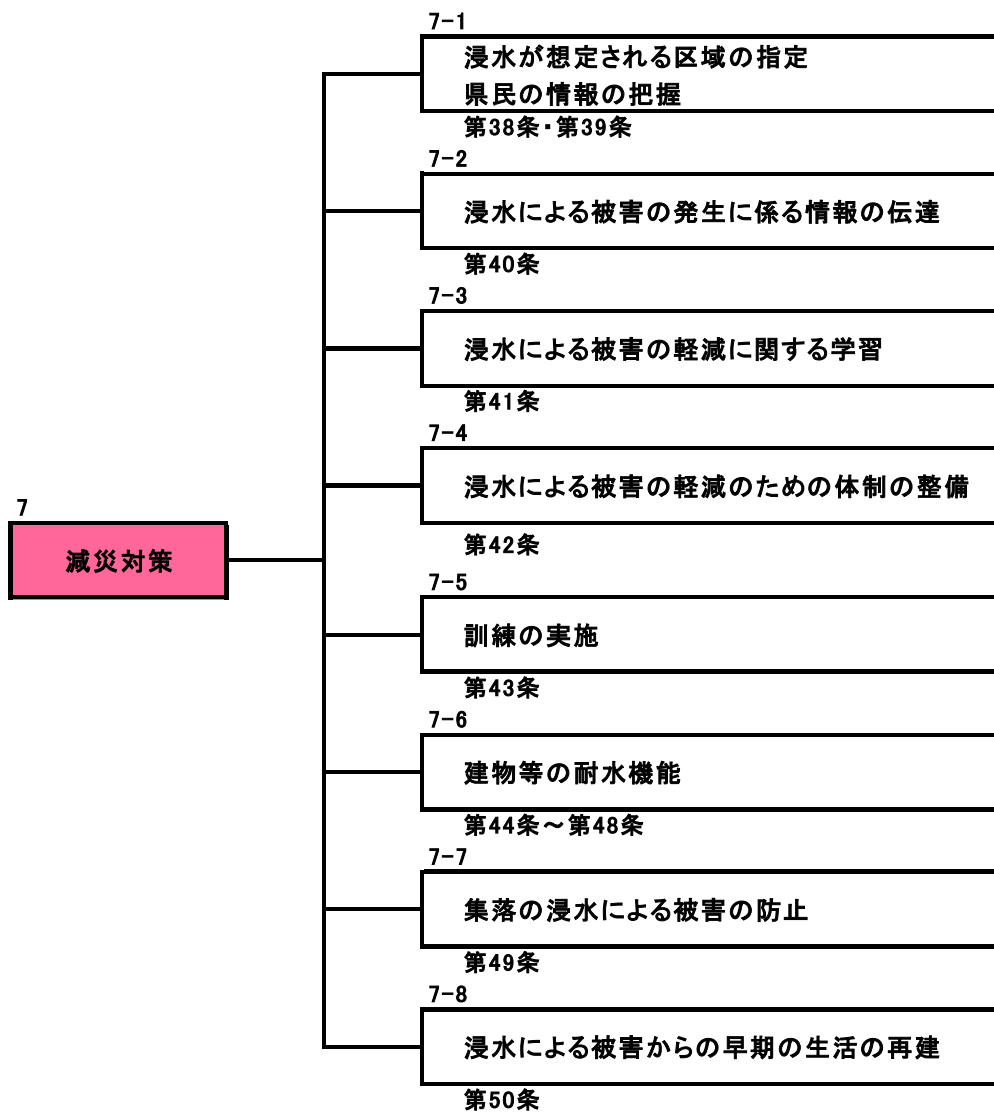 7
減災対策
7-1
浸水が想定される区域の指定
県民の情報の把握
第38条・第39条
7-2
浸水による被害の発生に係る情報の伝達
第40条
7-3
浸水による被害の軽減に関する学習
第41条
7-4
浸水による被害の軽減のための体制の整備
第42条
7-5
訓練の実施
第43条
7-6
建物等の耐水機能
第44条～第48条
7-7
集落の浸水による被害の防止
第49条
7-8
浸水による被害からの早期の生活の再建
第50条